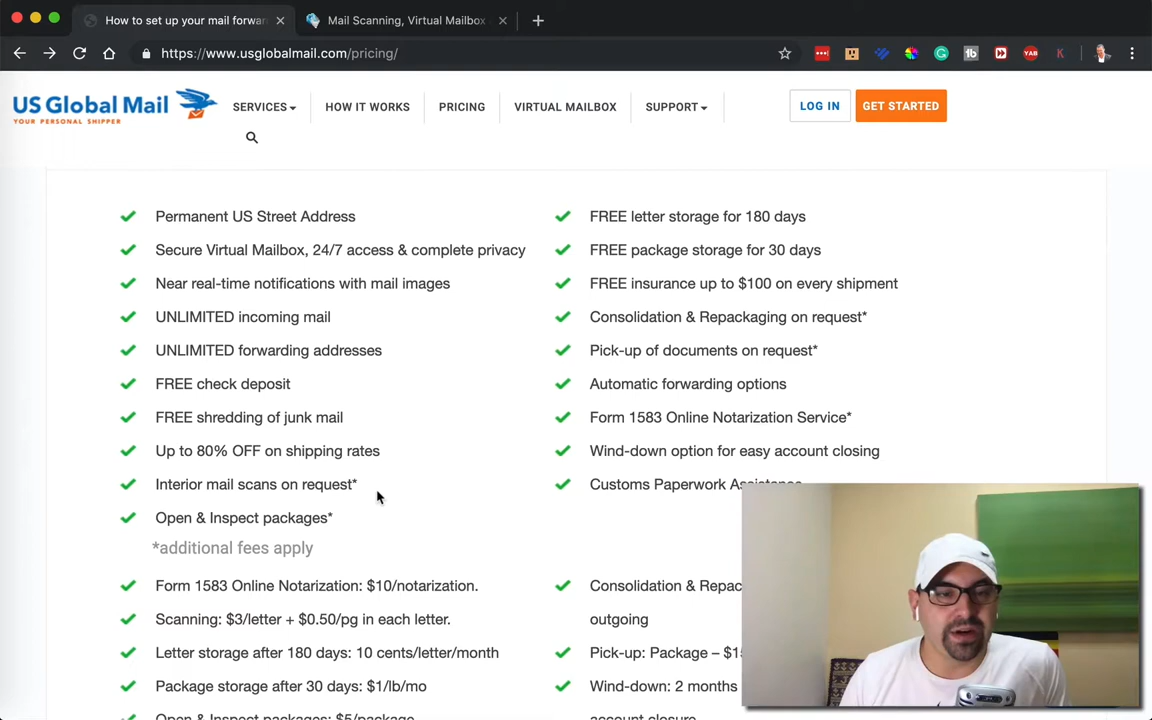 How to set up your mail forwar
Mail Scanning, Virtual Mailbox
https://www.usglobalmail.com/pricing/
YAB
US Global Mail
YOUR PERSONAL SHIPPER
SERVICES
HOW IT WORKS
PRICING
VIRTUAL MAILBOX
SUPPORT
LOG IN
GET STARTED
Permanent US Street Address
Secure Virtual Mailbox, 24/7 access & complete privacy
Near real-time notifications with mail images
UNLIMITED incoming mail
UNLIMITED forwarding addresses
FREE check deposit
FREE shredding of junk mail
Up to 80% OFF on shipping rates
Interior mail scans on request*
Open & Inspect packages*
*additional fees apply
FREE letter storage for 180 days
FREE package storage for 30 days
FREE insurance up to $100 on every shipment
Consolidation & Repackaging on request*
Pick-up of documents on request*
Automatic forwarding options
Form 1583 Online Notarization Service*
Wind-down option for easy account closing
Customs Paperwork Assistance
Form 1583 Online Notarization: $10/notarization.
Scanning: $3/letter + $0.50/pg in each letter.
Letter storage after 180 days: 10 cents/letter/month
Package storage after 30 days: $1/lb/mo
Open & Inspect packages: $5/package
Consolidation & Repac
outgoing
Pick-up: Package – $1
Wind-down: 2 months
account closure